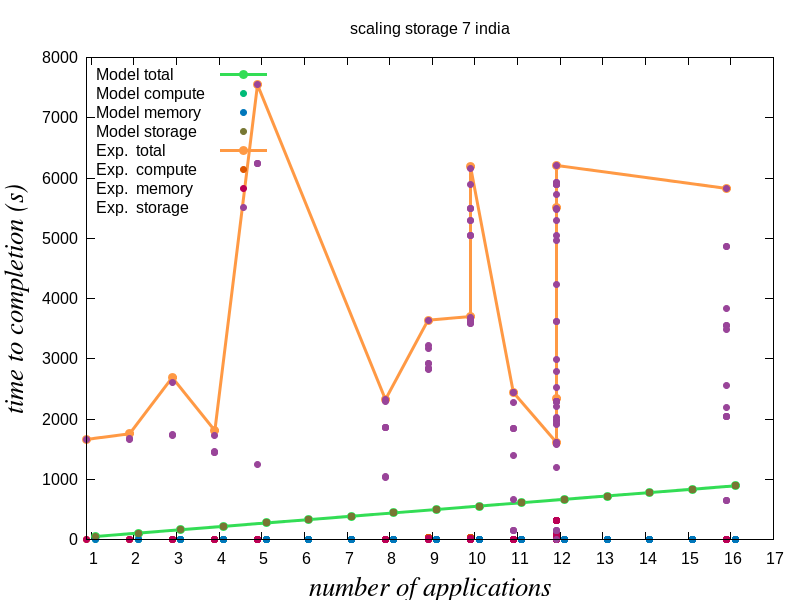 scaling storage 7 india
8000
7000
6000
5000
4000
3000
2000
1000
0
time to completion (s)
Model total
Model compute
Model memory
Model storage
Exp. total
Exp. compute
Exp. memory
Exp. storage
1 2 3 4 5 6 7 8 9 10 11 12 13 14 15 16 17
number of applications